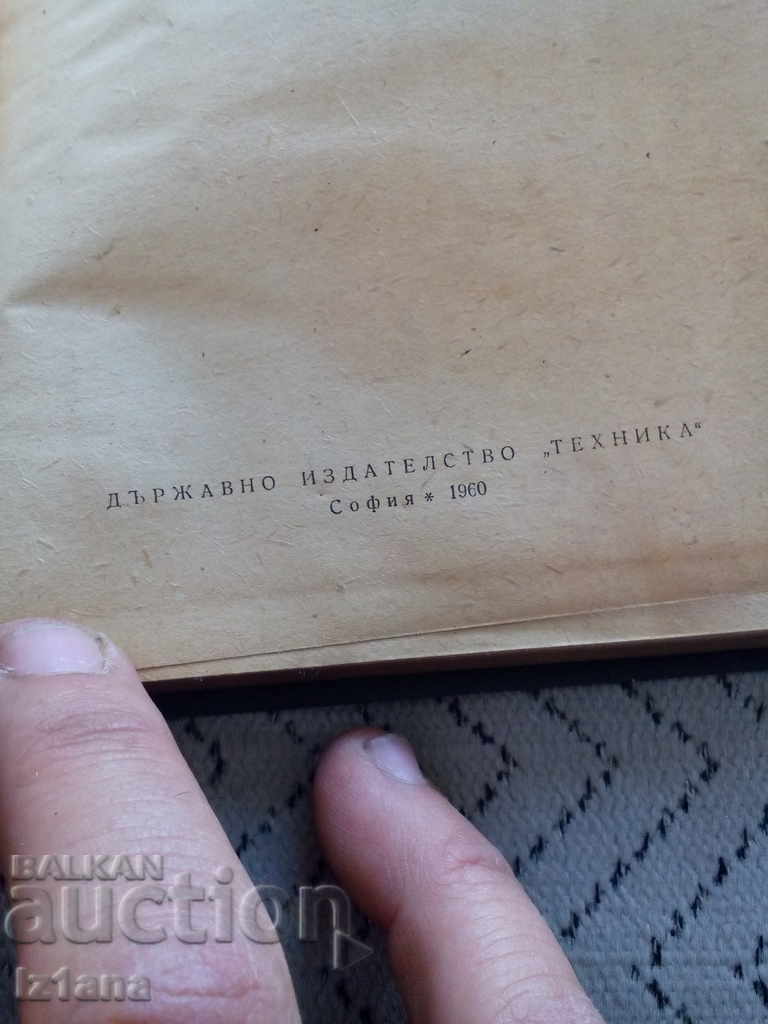 ДЪРЖАВНО ИЗДАТЕЛСТВО „ТЕХНИКА“
София * 1960
BALKAN
auction
Iz1ana